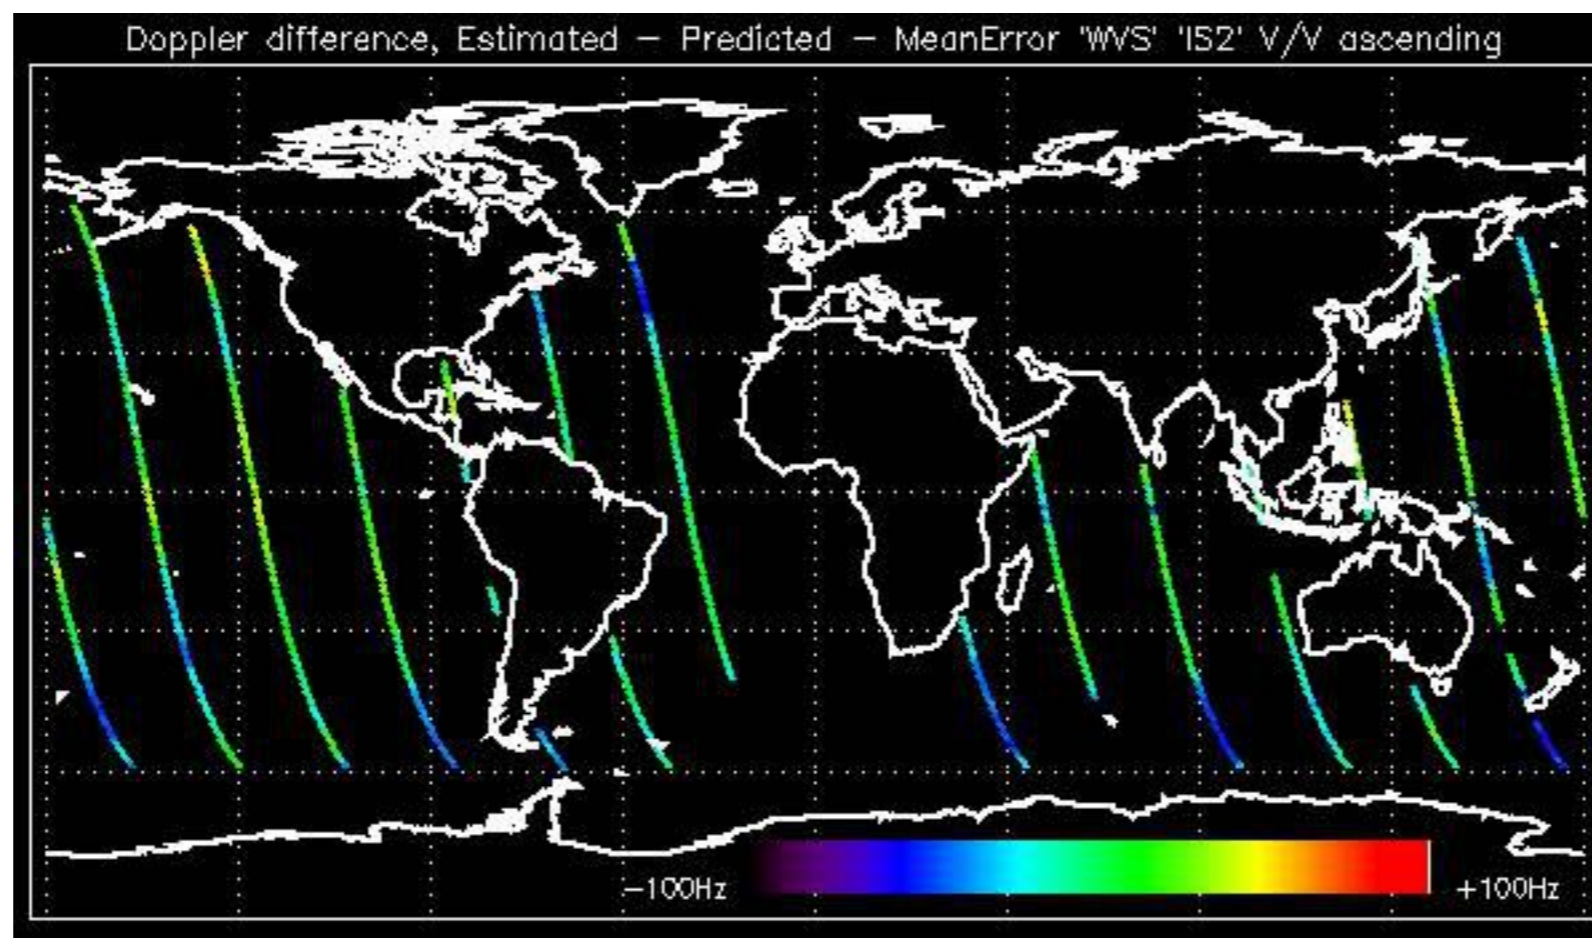 Doppler difference, Estimated – Predicted – MeanError 'WVS' 'IS2' V/V ascending
−100Hz +100Hz